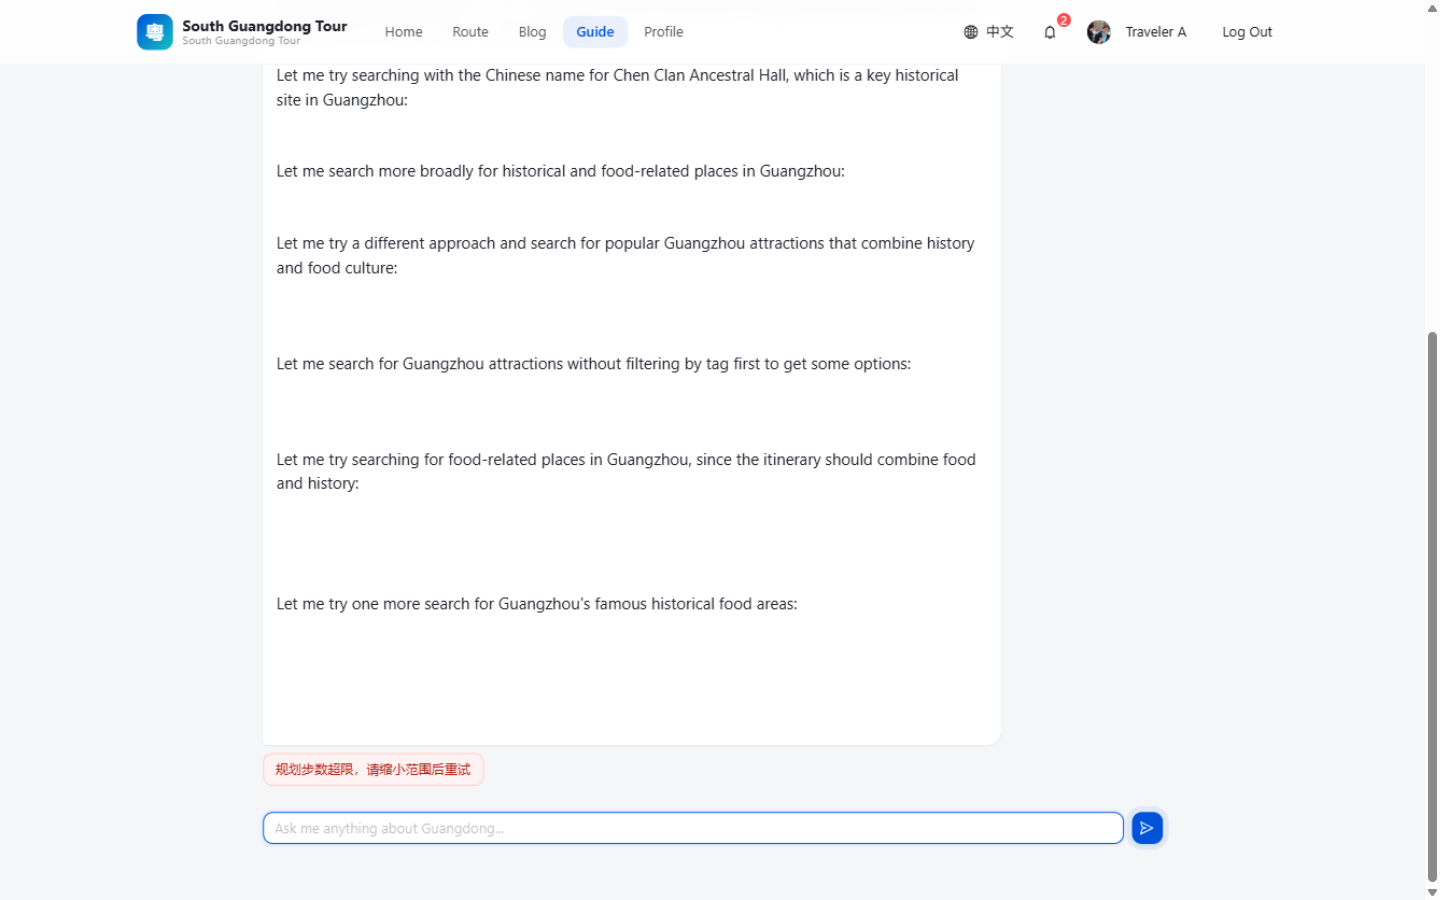 粤
South Guangdong Tour
South Guangdong Tour
Home
Route
Blog
Guide
Profile
中文
2
Traveler A
Log Out
Let me try searching with the Chinese name for Chen Clan Ancestral Hall, which is a key historical
site in Guangzhou:
Let me search more broadly for historical and food-related places in Guangzhou:
Let me try a different approach and search for popular Guangzhou attractions that combine history
and food culture:
Let me search for Guangzhou attractions without filtering by tag first to get some options:
Let me try searching for food-related places in Guangzhou, since the itinerary should combine food
and history:
Let me try one more search for Guangzhou's famous historical food areas:
规划步数超限，请缩小范围后重试
Ask me anything about Guangdong...